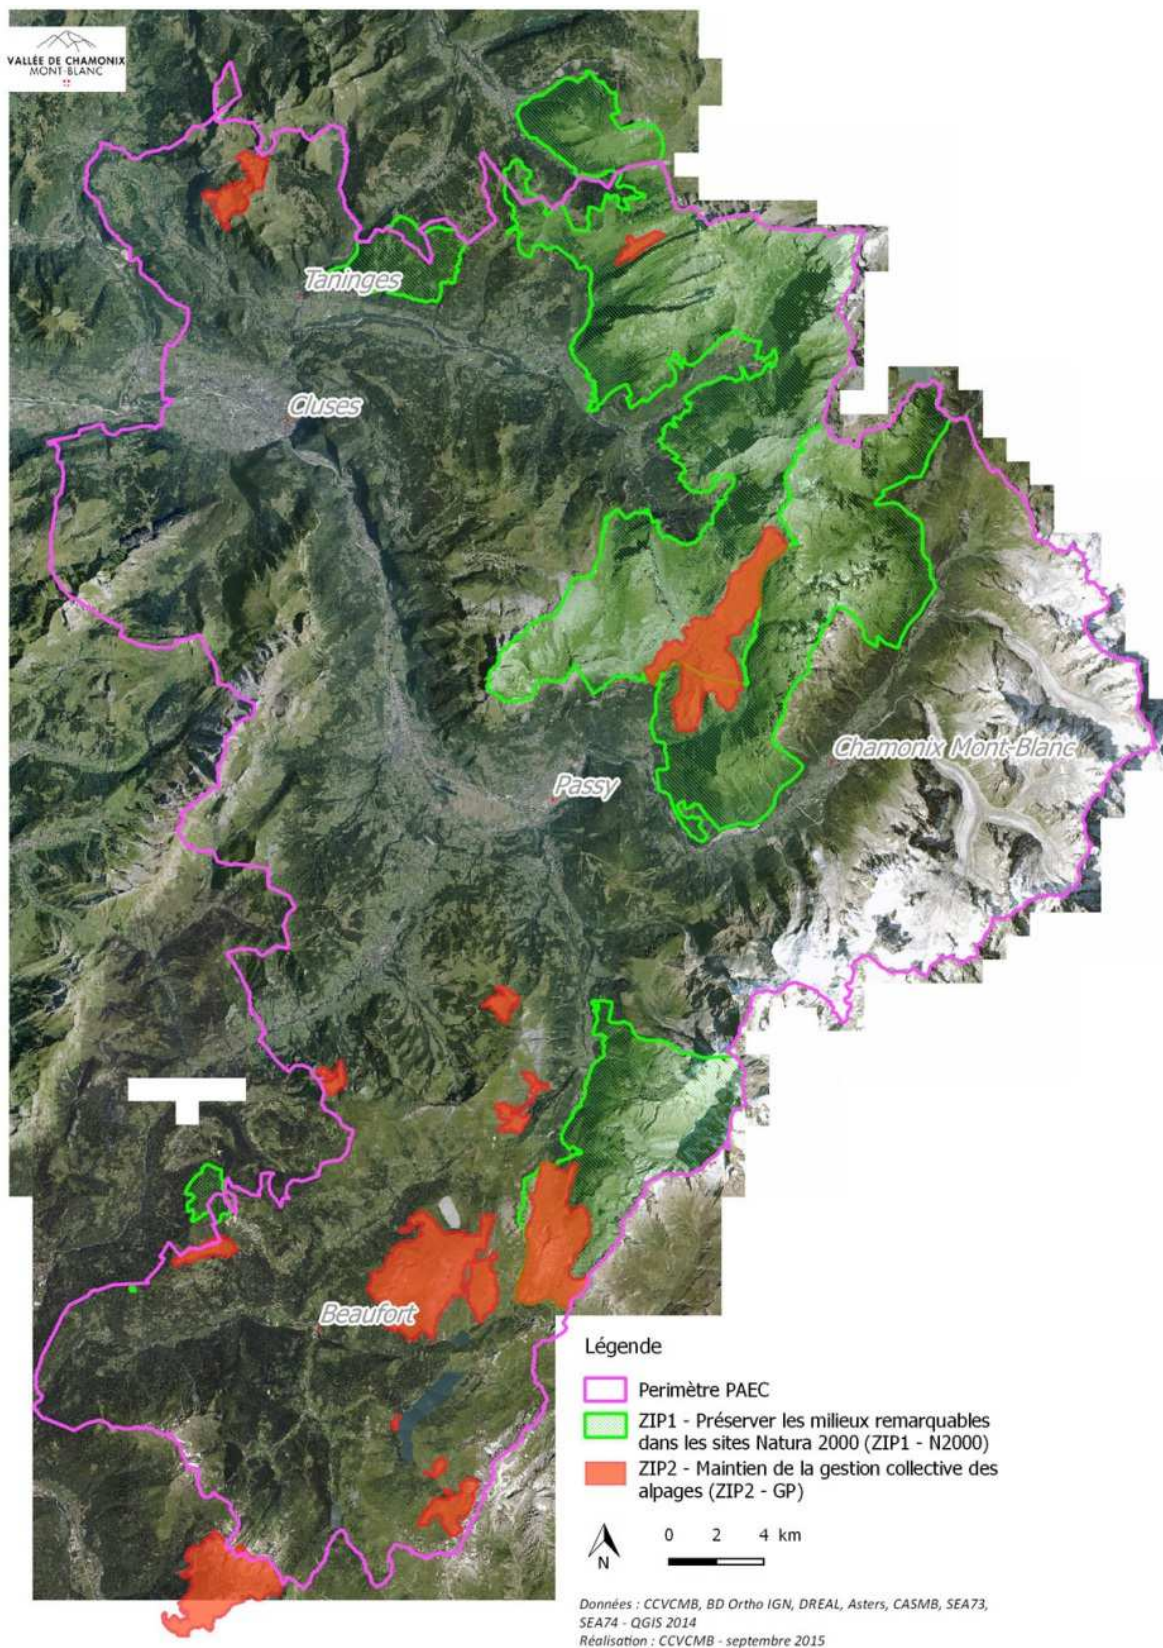 VALLÉE DE CHAMONIX
MONT-BLANC
Taninges
Cluses
Chamonix Mont-Blanc
Passy
Beaufort
Légende
Perimètre PAEC
ZIP1 - Préserver les milieux remarquables
dans les sites Natura 2000 (ZIP1 - N2000)
ZIP2 - Maintien de la gestion collective des
alpages (ZIP2 - GP)
N
0 2 4 km
Données : CCVCMB, BD Ortho IGN, DREAL, Asters, CASMB, SEA73,
SEA74 - QGIS 2014
Réalisation : CCVCMB - septembre 2015